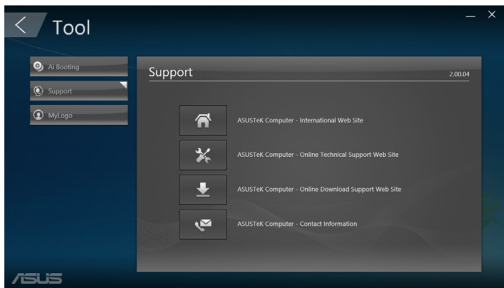 Tool
Ai Booting
Support
MyLogo
Support
2.00.04
ASUSTeK Computer - International Web Site
ASUSTeK Computer - Online Technical Support Web Site
ASUSTeK Computer - Online Download Support Web Site
ASUSTeK Computer - Contact Information
ASUS